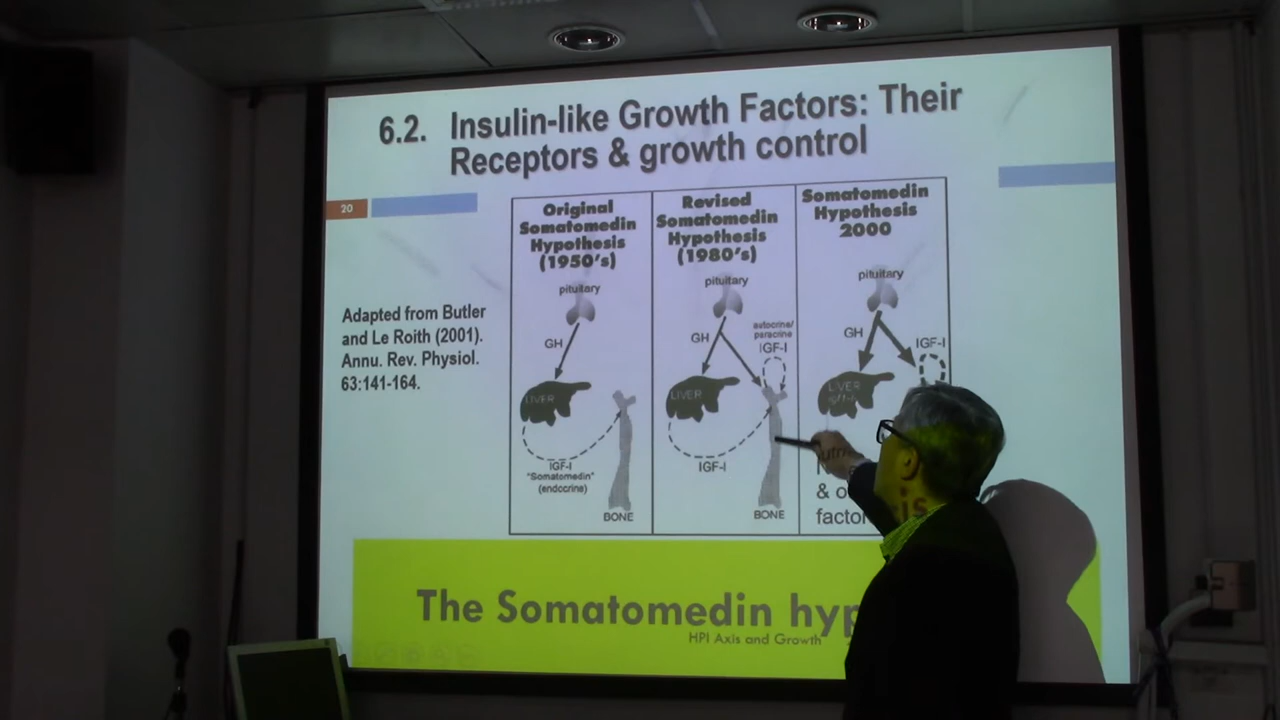 6.2. Insulin-like Growth Factors: Their
Receptors & growth control
20
Adapted from Butler
and Le Roith (2001).
Annu. Rev. Physiol.
63:141-164.
Original
Somatomedin
Hypothesis
(1950's)
pituitary
GH
LIVER
IGF-I
"Somatomedin"
(endocrine)
BONE
Revised
Somatomedin
Hypothesis
(1980's)
pituitary
GH
autocrine/
paracrine
IGF-I
LIVER
IGF-I
BONE
Somatomedin
Hypothesis
2000
pituitary
GH
IGF-I
LIVER
&
The Somatomedin
HPI Axis and Growth